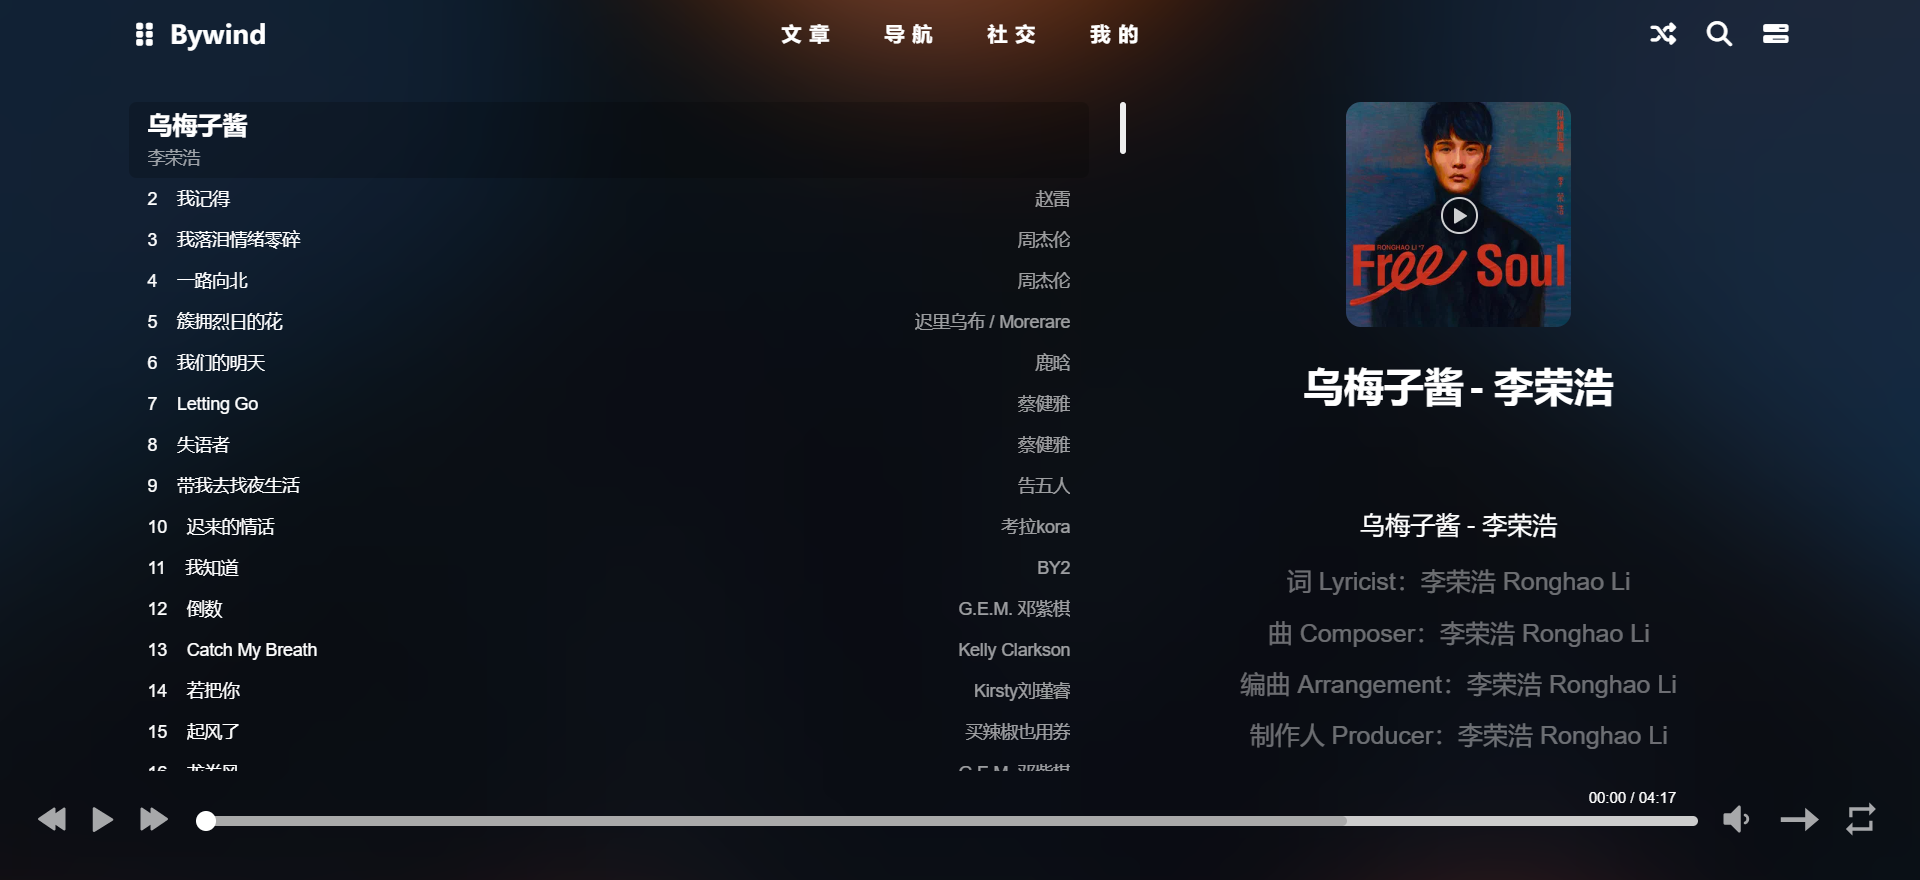 Bywind
文章 导航 社交 我的
乌梅子酱
李荣浩
2 我记得 赵雷
3 我落泪情绪零碎 周杰伦
4 一路向北 周杰伦
5 簇拥烈日的花 迟里乌布 / Morerare
6 我们的明天 鹿晗
7 Letting Go 蔡健雅
8 失语者 蔡健雅
9 带我去找夜生活 告五人
10 迟来的情话 考拉kora
11 我知道 BY2
12 倒数 G.E.M. 邓紫棋
13 Catch My Breath Kelly Clarkson
14 若把你 Kirsty刘瑾睿
15 起风了 买辣椒也用券
16 龙卷风 G.E.M. 邓紫棋
RONGHAO LI '7
Free Soul
乌梅子酱 - 李荣浩
乌梅子酱 - 李荣浩
词 Lyricist：李荣浩 Ronghao Li
曲 Composer：李荣浩 Ronghao Li
编曲 Arrangement：李荣浩 Ronghao Li
制作人 Producer：李荣浩 Ronghao Li
00:00 / 04:17